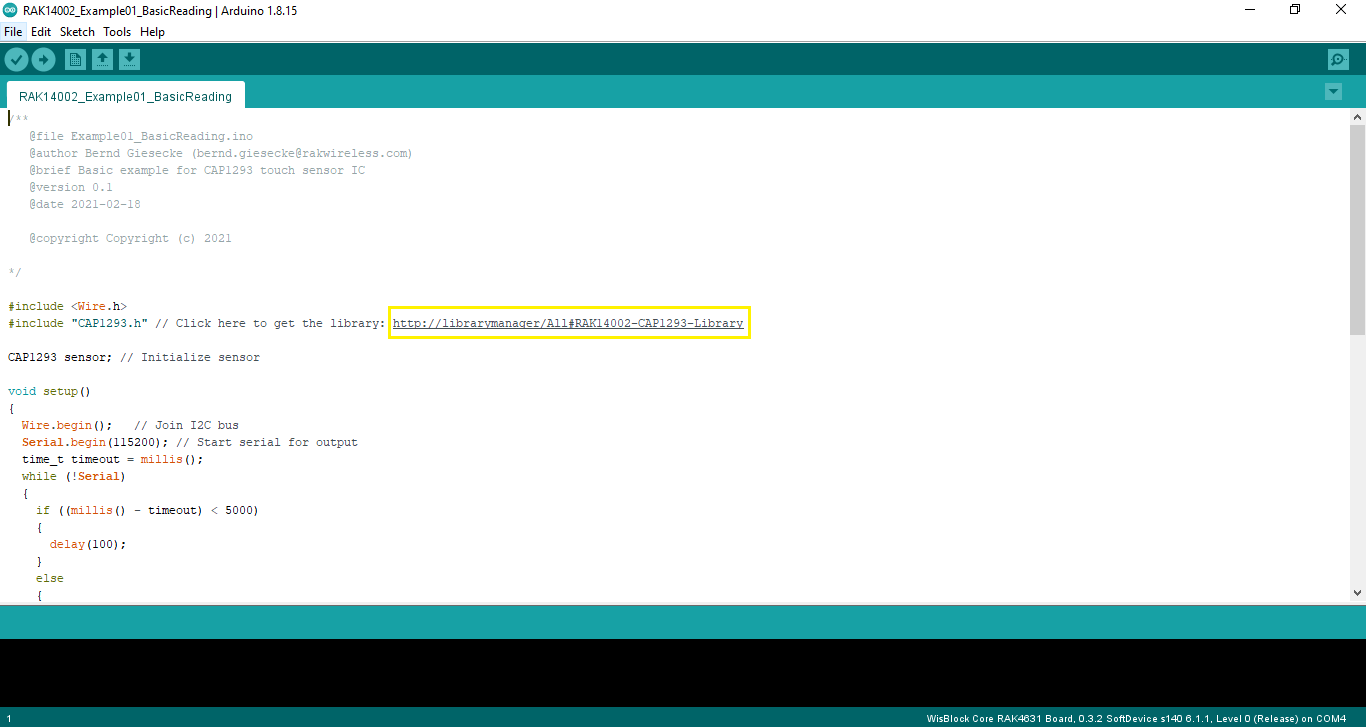 RAK14002_Example01_BasicReading | Arduino 1.8.15
File Edit Sketch Tools Help
RAK14002_Example01_BasicReading
/**
@file Example01_BasicReading.ino
@author Bernd Giesecke (bernd.giesecke@rakwireless.com)
@brief Basic example for CAP1293 touch sensor IC
@version 0.1
@date 2021-02-18
@copyright Copyright (c) 2021
*/
#include <Wire.h>
#include "CAP1293.h" // Click here to get the library: http://librarymanager/All#RAK14002-CAP1293-Library
CAP1293 sensor; // Initialize sensor
void setup()
{
Wire.begin(); // Join I2C bus
Serial.begin(115200); // Start serial for output
time_t timeout = millis();
while (!Serial)
{
if ((millis() - timeout) < 5000)
{
delay(100);
}
else
{
1 WisBlock Core RAK4631 Board, 0.3.2 SoftDevice s140 6.1.1, Level 0 (Release) on COM4